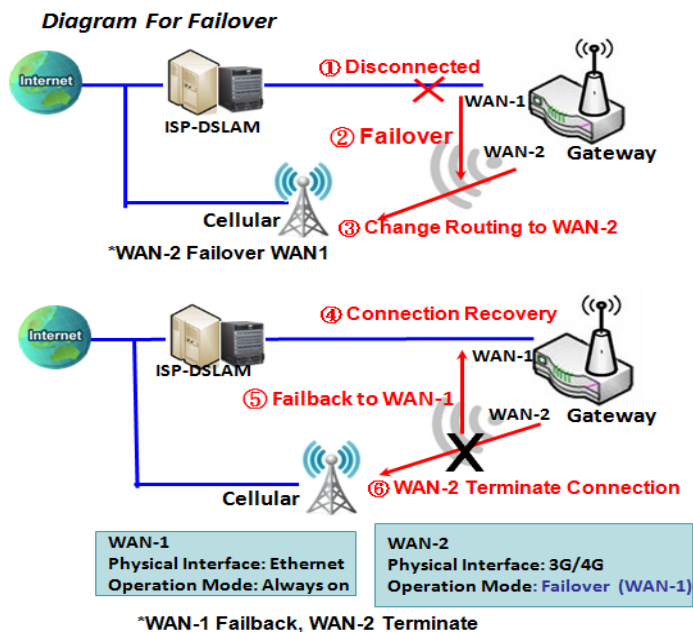 Diagram For Failover
Internet
ISP-DSLAM
① Disconnected
WAN-1
② Failover
WAN-2
Gateway
Cellular
③ Change Routing to WAN-2
*WAN-2 Failover WAN1
Internet
ISP-DSLAM
④ Connection Recovery
WAN-1
⑤ Failback to WAN-1
WAN-2
Gateway
X
Cellular
⑥ WAN-2 Terminate Connection
WAN-1
Physical Interface: Ethernet
Operation Mode: Always on
WAN-2
Physical Interface: 3G/4G
Operation Mode: Failover (WAN-1)
*WAN-1 Failback, WAN-2 Terminate